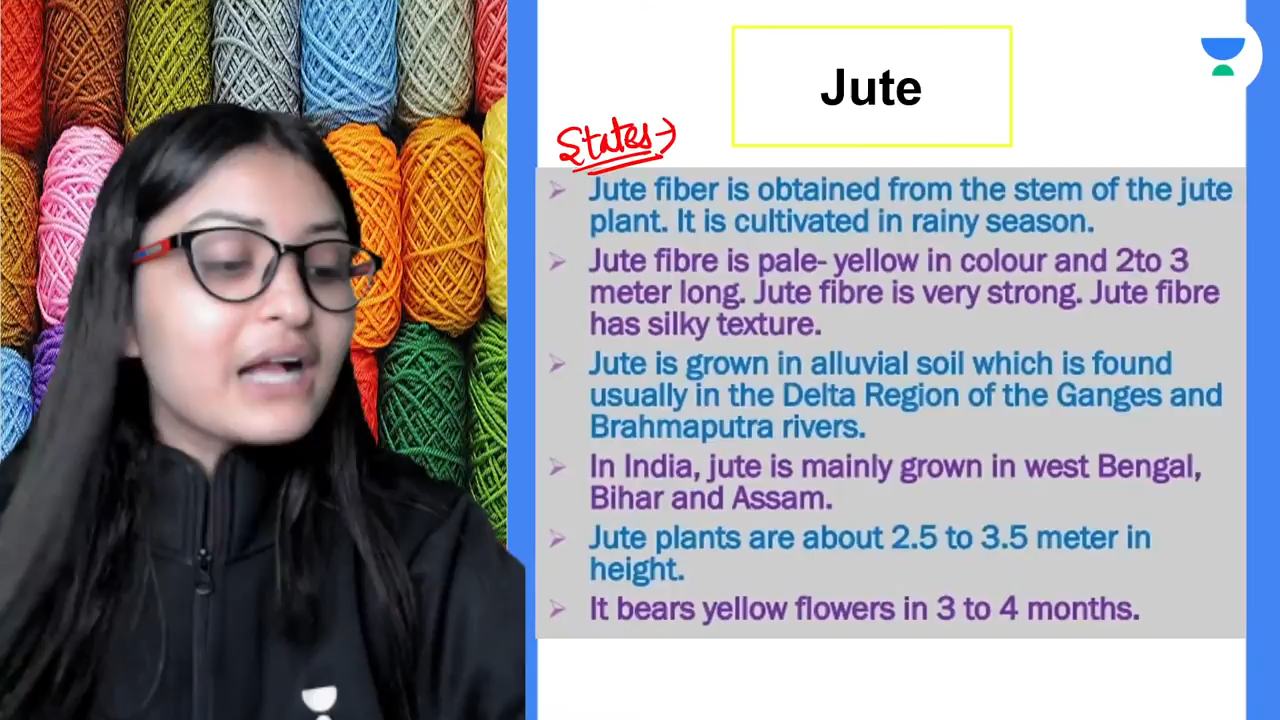 Jute
States→
➢ Jute fiber is obtained from the stem of the jute
plant. It is cultivated in rainy season.
➢ Jute fibre is pale- yellow in colour and 2to 3
meter long. Jute fibre is very strong. Jute fibre
has silky texture.
➢ Jute is grown in alluvial soil which is found
usually in the Delta Region of the Ganges and
Brahmaputra rivers.
➢ In India, jute is mainly grown in west Bengal,
Bihar and Assam.
➢ Jute plants are about 2.5 to 3.5 meter in
height.
➢ It bears yellow flowers in 3 to 4 months.